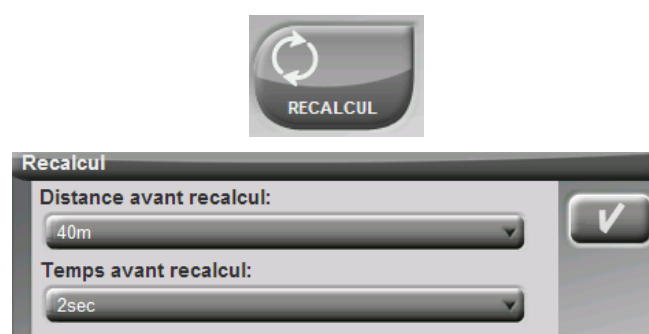 RECALCUL
Recalcul
Distance avant recalcul:
40m
Temps avant recalcul:
2sec